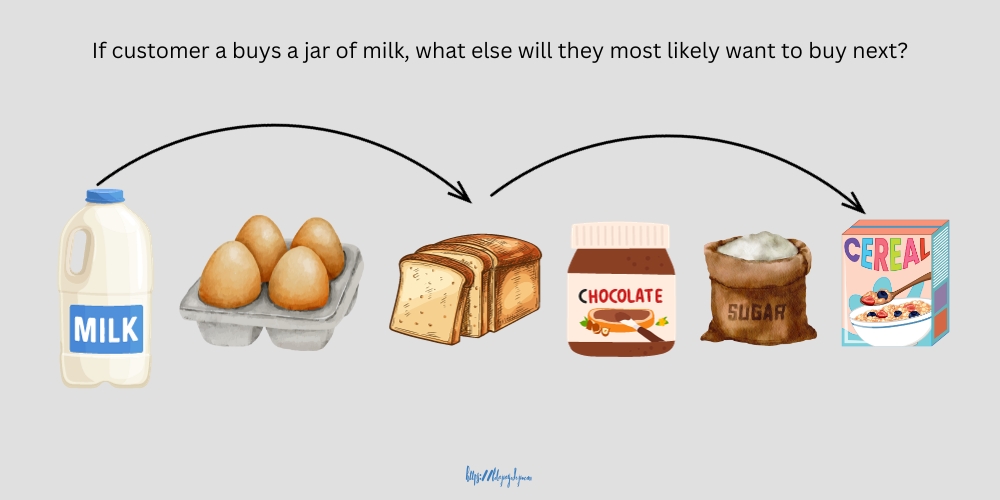 If customer a buys a jar of milk, what else will they most likely want to buy next?
MILK
CHOCOLATE
SUGAR
CEREAL